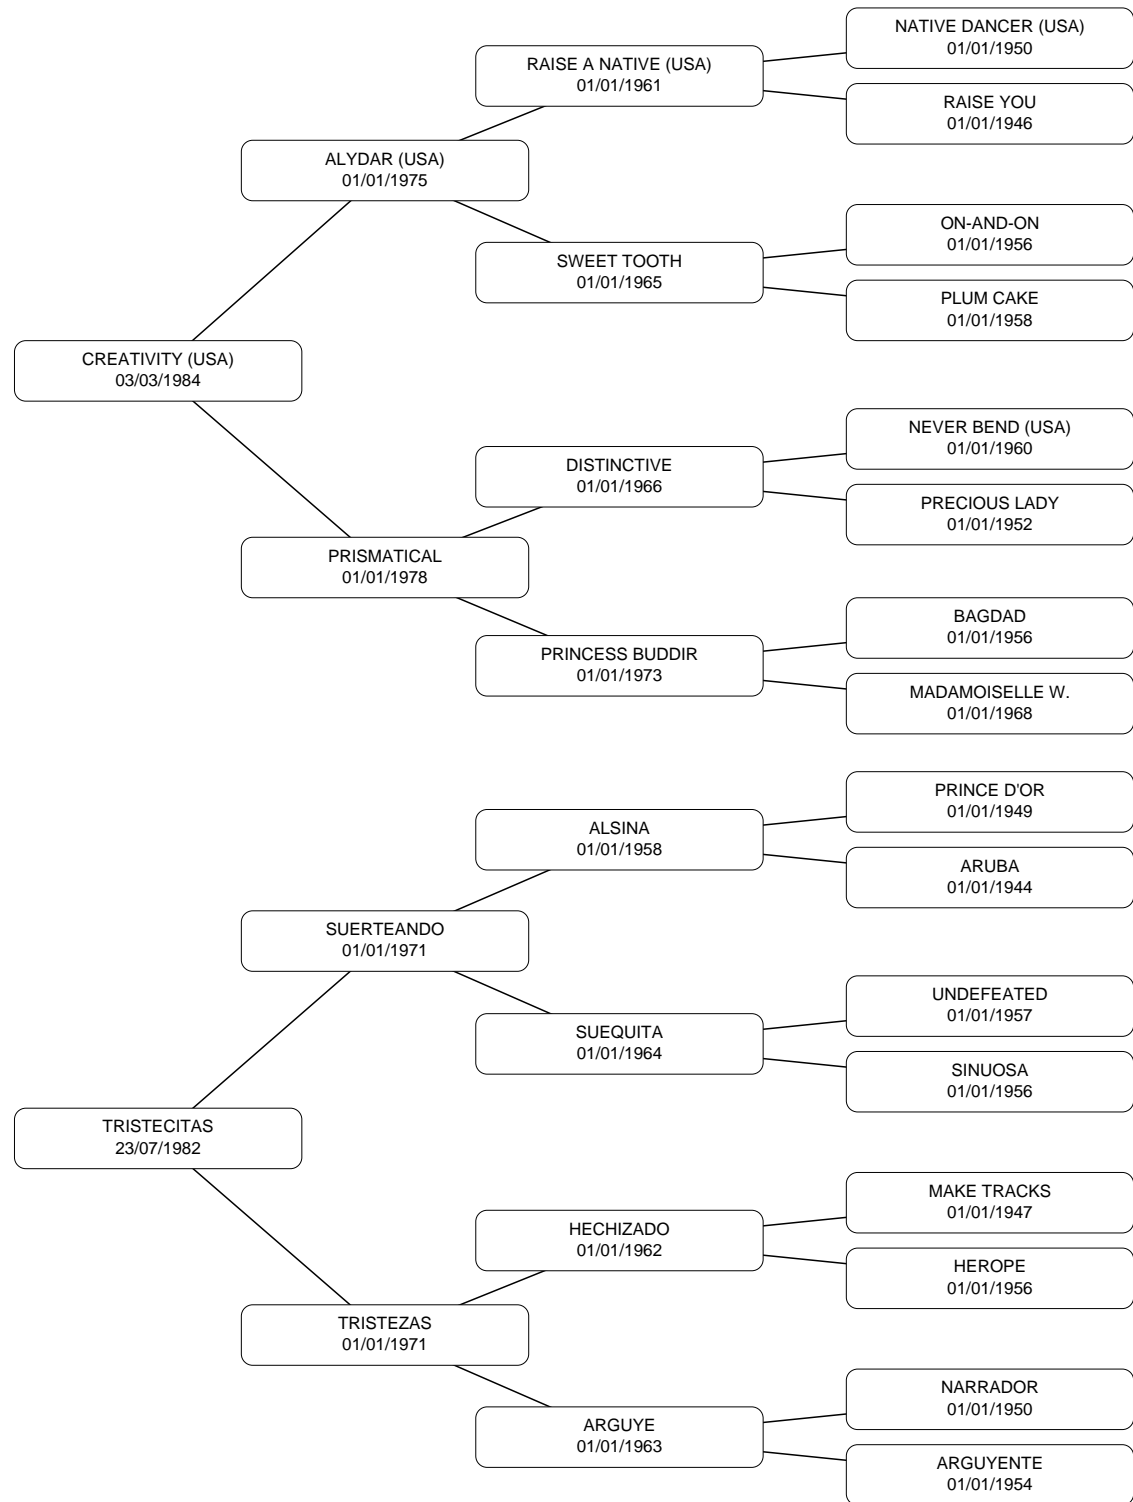 NATIVE DANCER (USA)
01/01/1950
RAISE A NATIVE (USA)
01/01/1961
RAISE YOU
01/01/1946
ALYDAR (USA)
01/01/1975
ON-AND-ON
01/01/1956
SWEET TOOTH
01/01/1965
PLUM CAKE
01/01/1958
CREATIVITY (USA)
03/03/1984
NEVER BEND (USA)
01/01/1960
DISTINCTIVE
01/01/1966
PRECIOUS LADY
01/01/1952
PRISMATICAL
01/01/1978
BAGDAD
01/01/1956
PRINCESS BUDDIR
01/01/1973
MADAMOISELLE W.
01/01/1968
PRINCE D'OR
01/01/1949
ALSINA
01/01/1958
ARUBA
01/01/1944
SUERTEANDO
01/01/1971
UNDEFEATED
01/01/1957
SUEQUITA
01/01/1964
SINUOSA
01/01/1956
TRISTECITAS
23/07/1982
MAKE TRACKS
01/01/1947
HECHIZADO
01/01/1962
HEROPE
01/01/1956
TRISTEZAS
01/01/1971
NARRADOR
01/01/1950
ARGUYE
01/01/1963
ARGUYENTE
01/01/1954